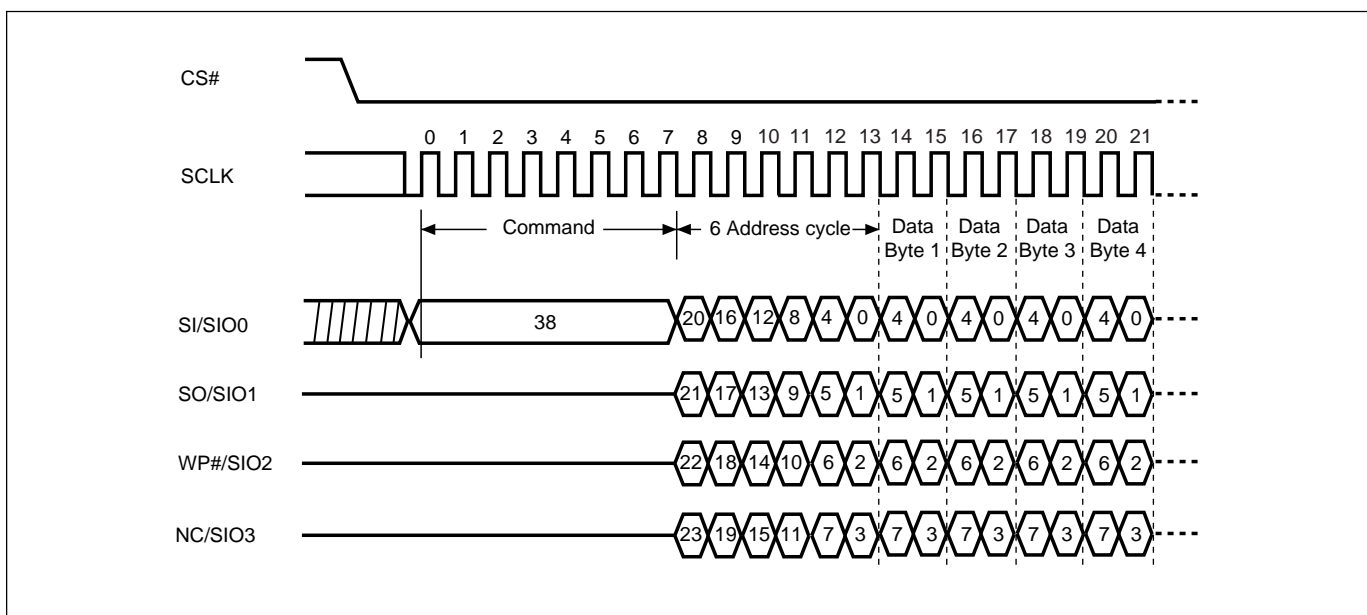 CS#
0 1 2 3 4 5 6 7 8 9 10 11 12 13 14 15 16 17 18 19 20 21
SCLK
Command 6 Address cycle Data Data Data Data
Byte 1 Byte 2 Byte 3 Byte 4
SI/SIO0 38 20 16 12 8 4 0 4 0 4 0 4 0 4 0
SO/SIO1 21 17 13 9 5 1 5 1 5 1 5 1 5 1
WP#/SIO2 22 18 14 10 6 2 6 2 6 2 6 2 6 2
NC/SIO3 23 19 15 11 7 3 7 3 7 3 7 3 7 3